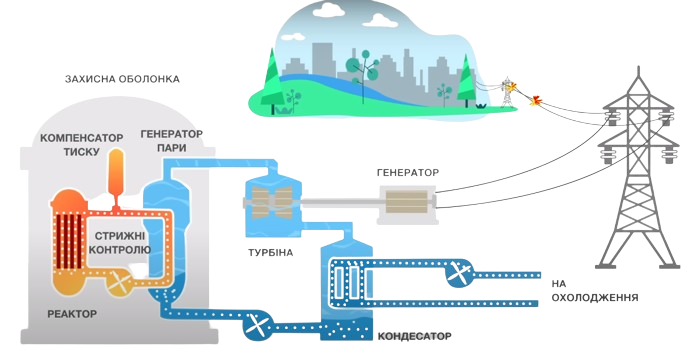 ЗАХИСНА ОБОЛОНКА
КОМПЕНСАТОР
ТИСКУ
ГЕНЕРАТОР
ПАРИ
ГЕНЕРАТОР
СТРИЖНІ
КОНТРОЛЮ
ТУРБІНА
НА
ОХОЛОДЖЕННЯ
РЕАКТОР
КОНДЕСАТОР